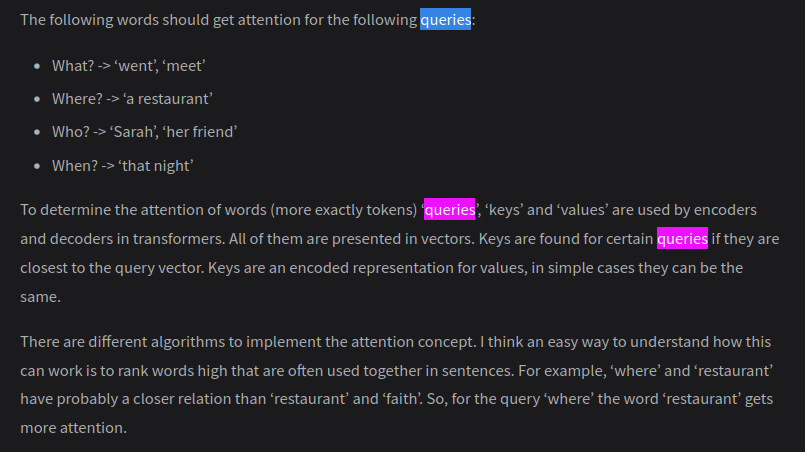 The following words should get attention for the following queries:
• What? -> ‘went’, ‘meet’
• Where? -> ‘a restaurant’
• Who? -> ‘Sarah’, ‘her friend’
• When? -> ‘that night’
To determine the attention of words (more exactly tokens) ‘queries’, ‘keys’ and ‘values’ are used by encoders
and decoders in transformers. All of them are presented in vectors. Keys are found for certain queries if they are
closest to the query vector. Keys are an encoded representation for values, in simple cases they can be the
same.
There are different algorithms to implement the attention concept. I think an easy way to understand how this
can work is to rank words high that are often used together in sentences. For example, ‘where’ and ‘restaurant’
have probably a closer relation than ‘restaurant’ and ‘faith’. So, for the query ‘where’ the word ‘restaurant’ gets
more attention.